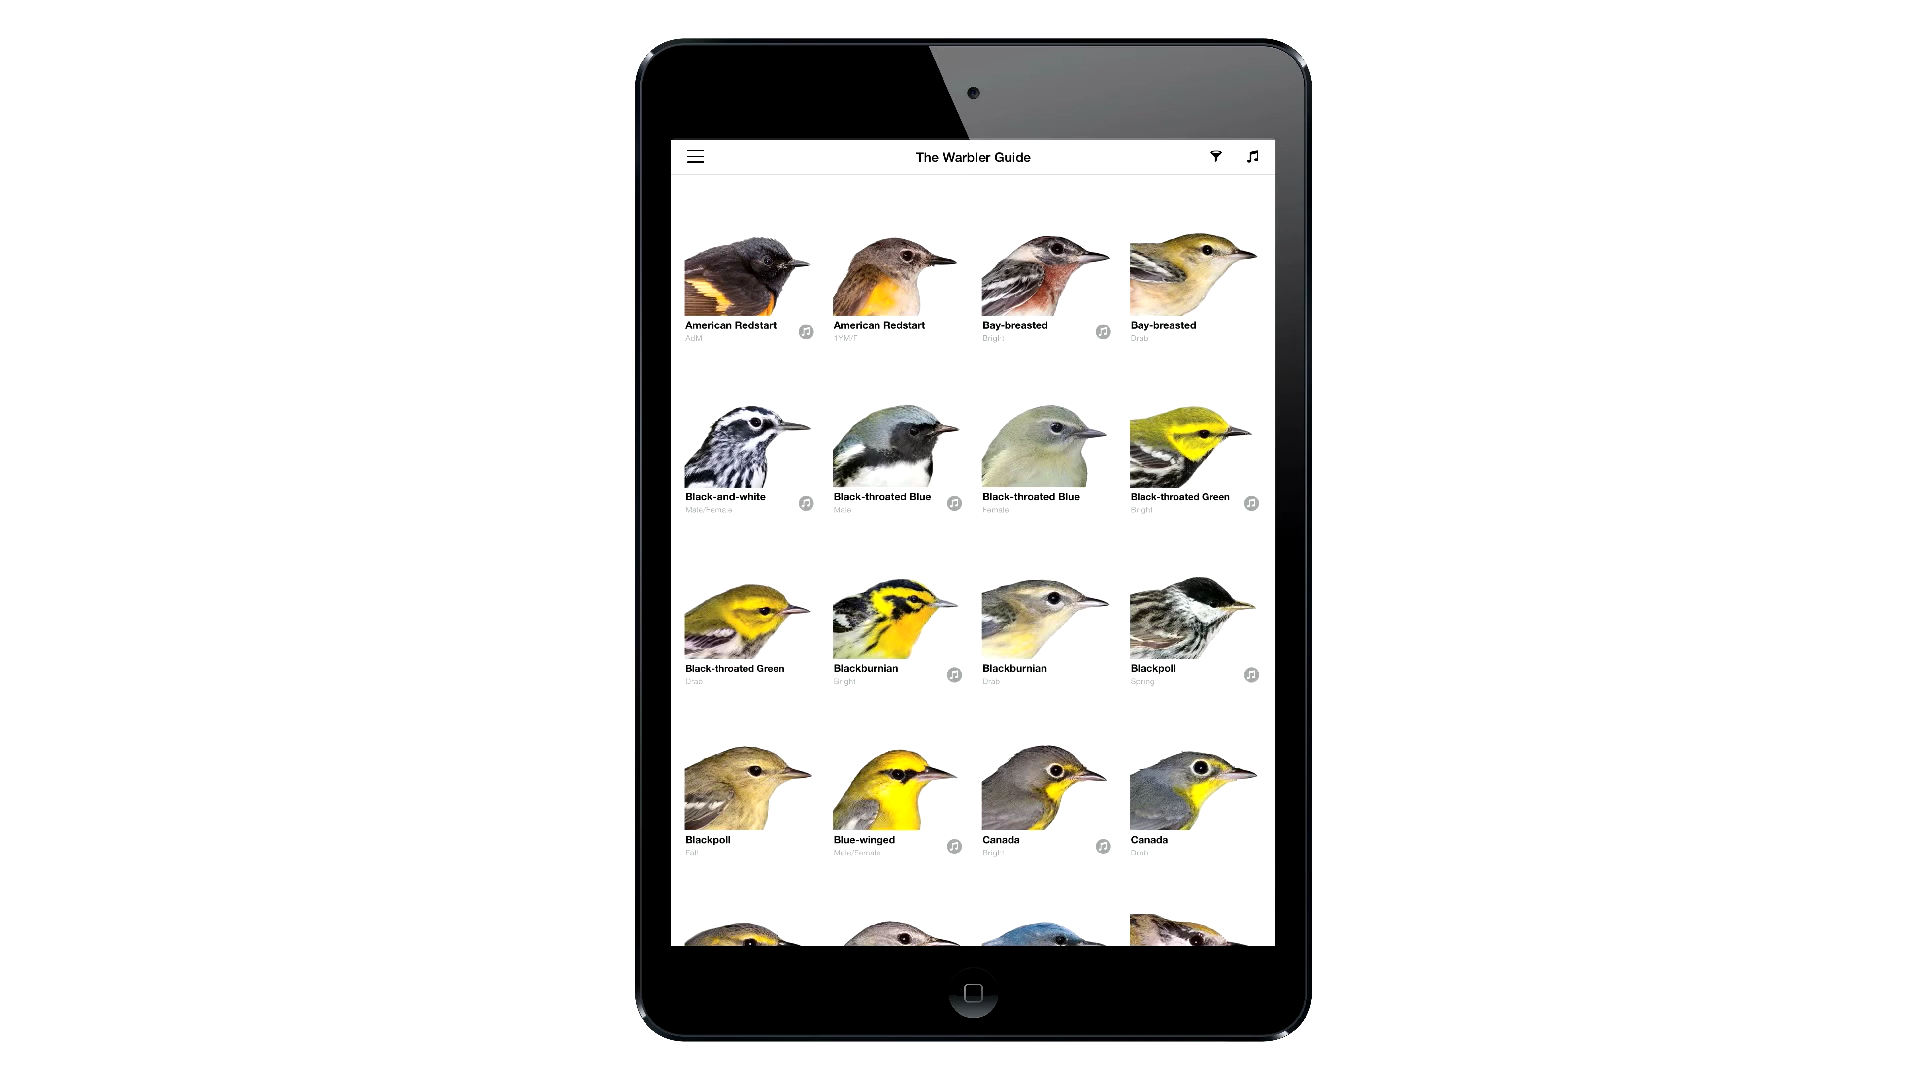 The Warbler Guide
American Redstart
AdM
American Redstart
1YM/F
Bay-breasted
Bright
Bay-breasted
Drab
Black-and-white
Male/Female
Black-throated Blue
Male
Black-throated Blue
Female
Black-throated Green
Bright
Black-throated Green
Drab
Blackburnian
Bright
Blackburnian
Drab
Blackpoll
Spring
Blackpoll
Fall
Blue-winged
Male/Female
Canada
Bright
Canada
Drab